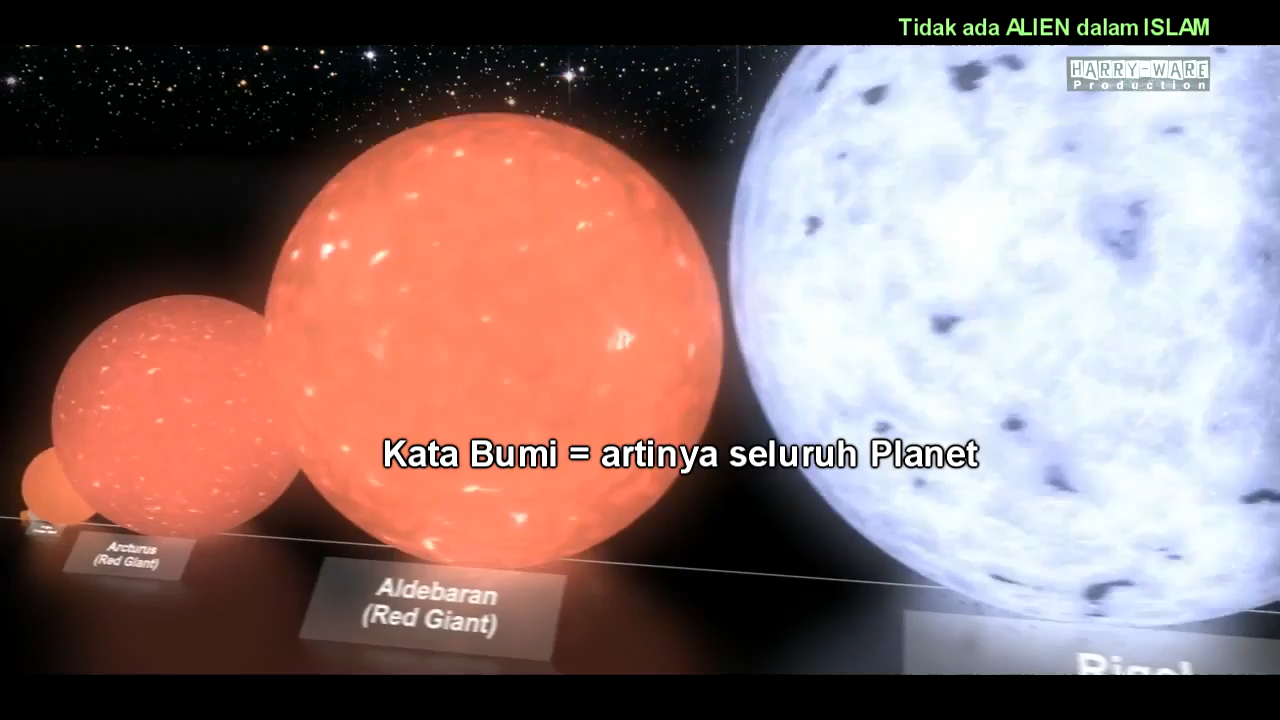 Tidak ada ALIEN dalam ISLAM
HARRY-WARE
Production
Kata Bumi = artinya seluruh Planet
Arcturus
(Red Giant)
Aldebaran
(Red Giant)
Rigel